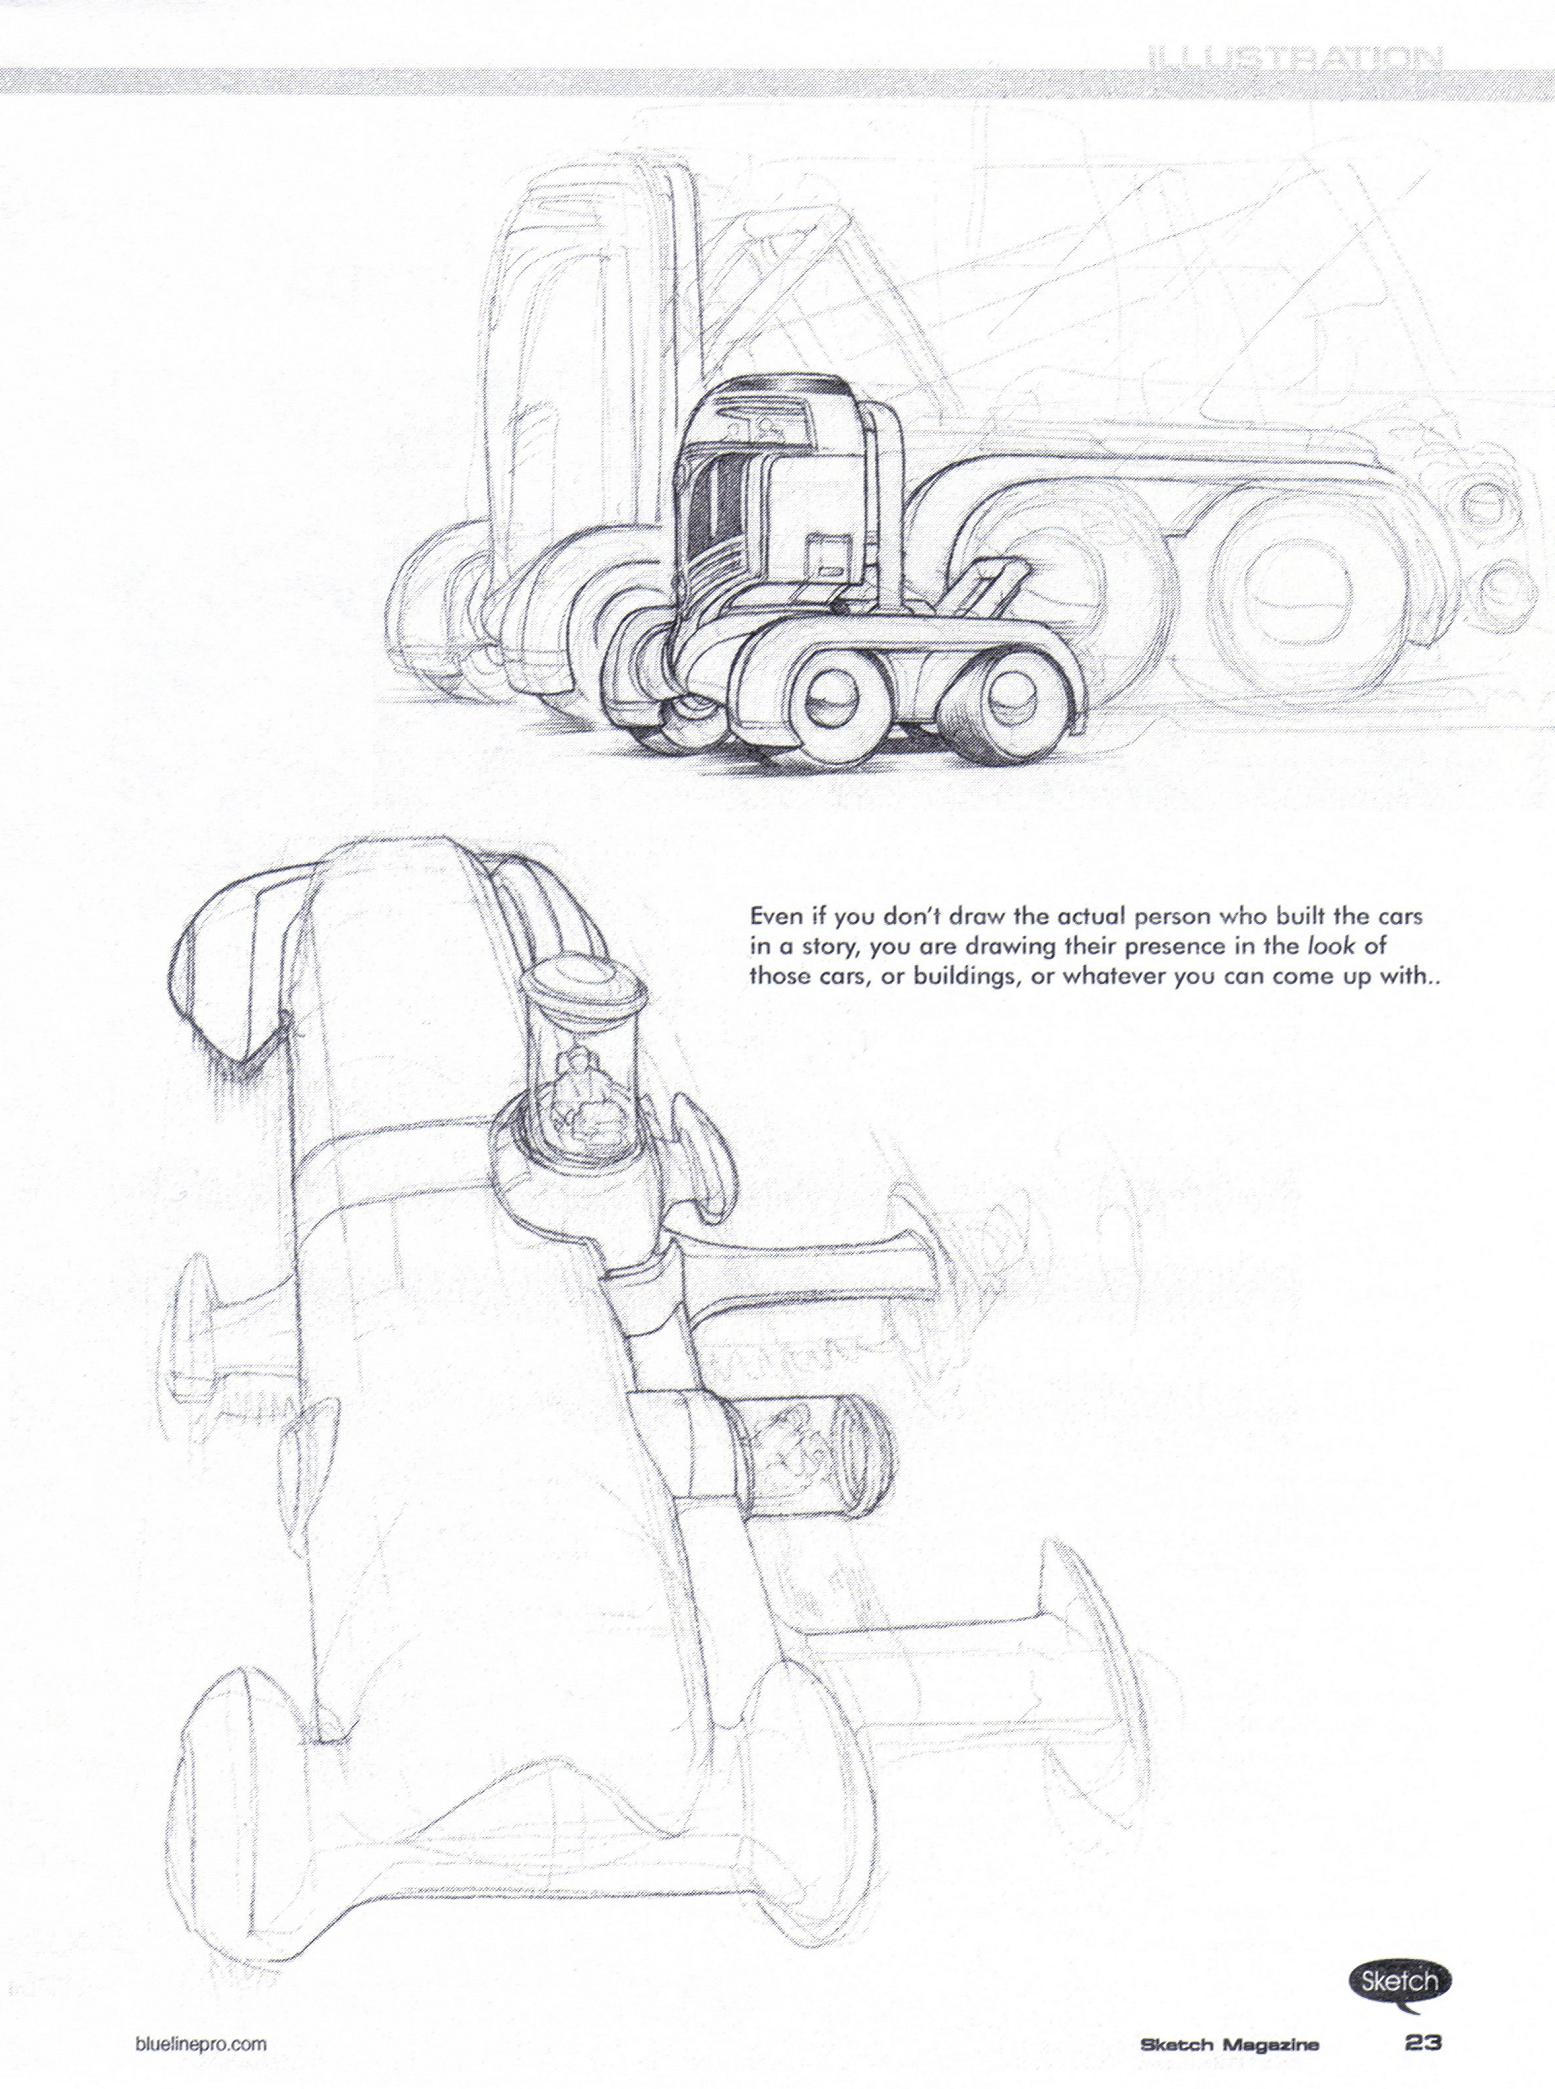 ILLUSTRATION
Even if you don't draw the actual person who built the cars
in a story, you are drawing their presence in the look of
those cars, or buildings, or whatever you can come up with..
Sketch
bluelinepro.com
Sketch Magazine
23